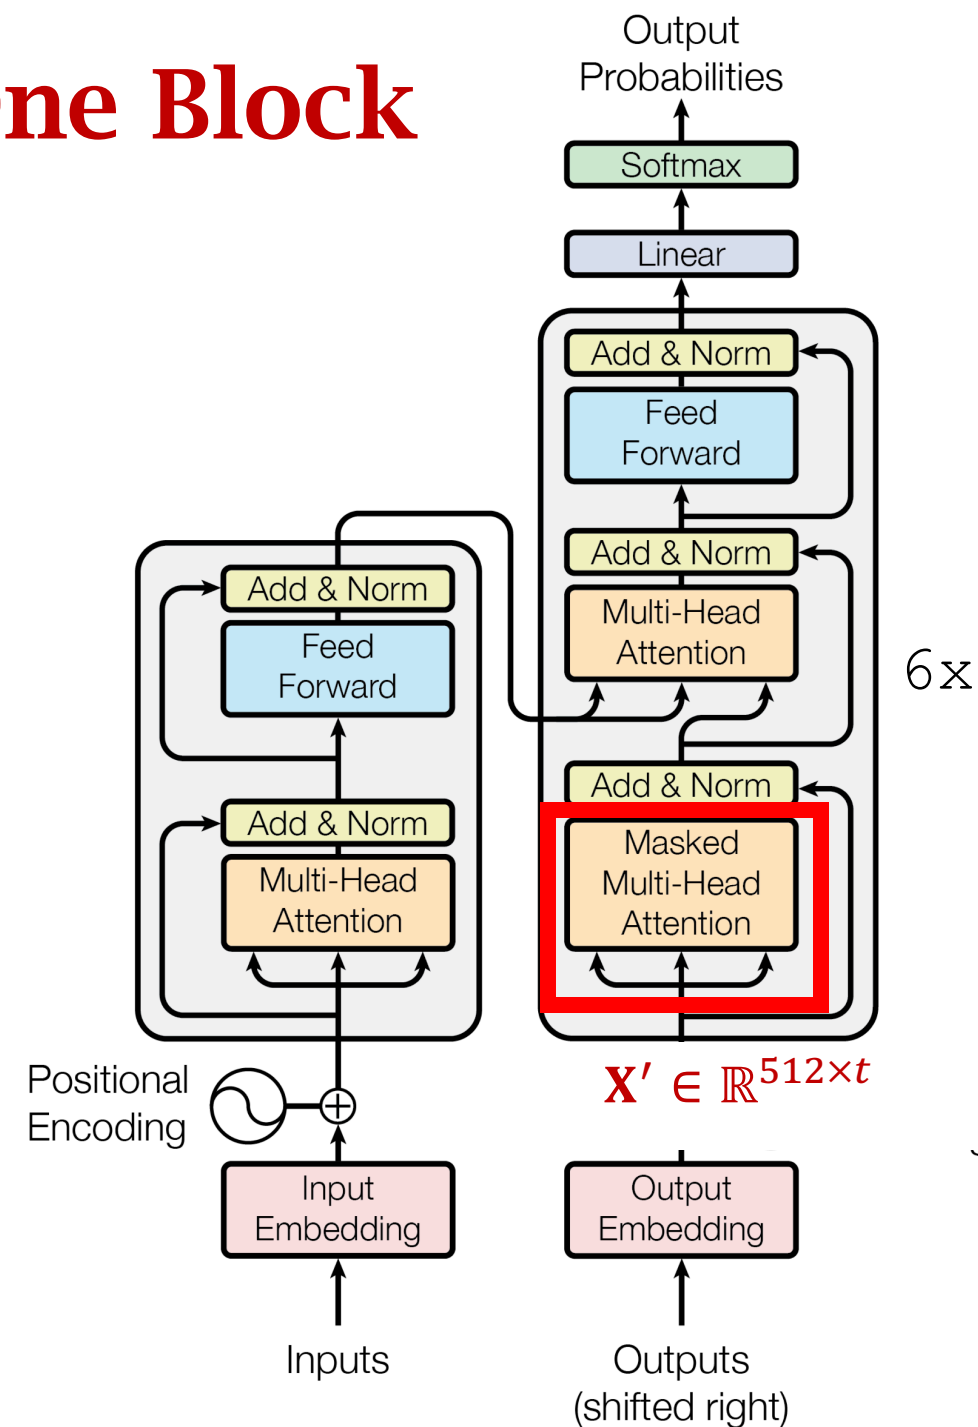 ne Block
Output
Probabilities
Softmax
Linear
Add & Norm
Feed
Forward
Add & Norm
Multi-Head
Attention
6x
Add & Norm
Masked
Multi-Head
Attention
Add & Norm
Feed
Forward
Add & Norm
Multi-Head
Attention
X′ ∈ ℝ^{512×t}
Positional
Encoding
Input
Embedding
Output
Embedding
Inputs
Outputs
(shifted right)